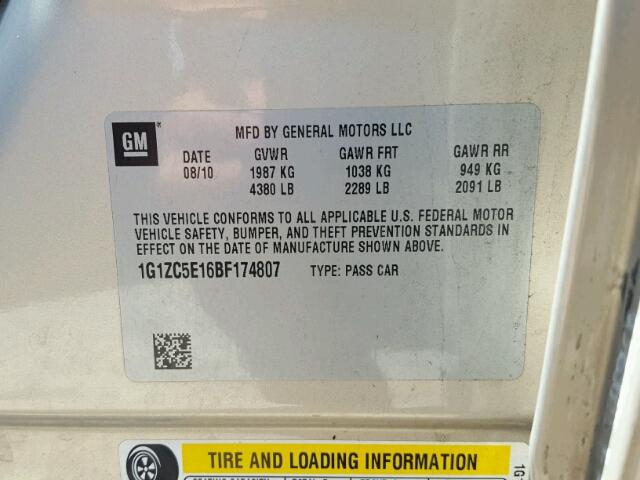 GM
MFD BY GENERAL MOTORS LLC
DATE GVWR GAWR FRT GAWR RR
08/10 1987 KG 1038 KG 949 KG
4380 LB 2289 LB 2091 LB
THIS VEHICLE CONFORMS TO ALL APPLICABLE U.S. FEDERAL MOTOR
VEHICLE SAFETY, BUMPER, AND THEFT PREVENTION STANDARDS IN
EFFECT ON THE DATE OF MANUFACTURE SHOWN ABOVE.
1G1ZC5E16BF174807 TYPE: PASS CAR
TIRE AND LOADING INFORMATION
SEATING CAPACITY